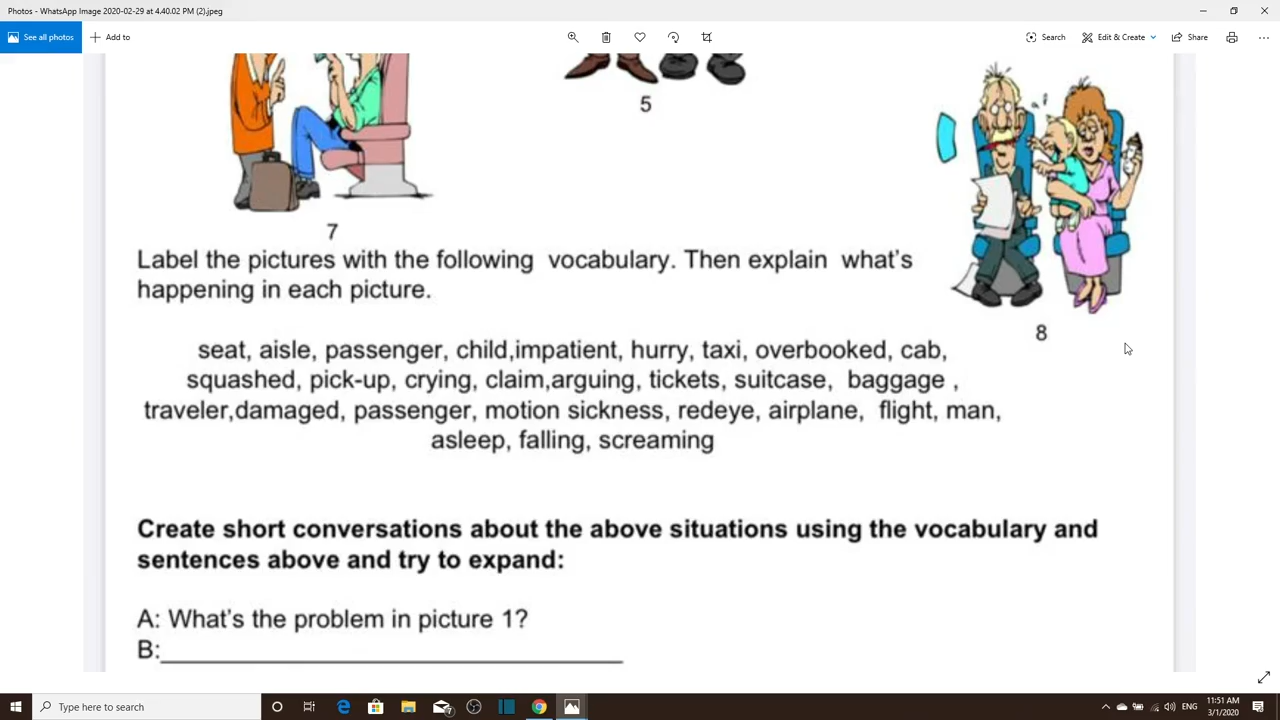 Photos - WhatsApp Image 2020-02-29 at 4.40.02 PM (2).jpeg
See all photos
Add to
Search
Edit & Create
Share
5
7
8
Label the pictures with the following vocabulary. Then explain what's
happening in each picture.
seat, aisle, passenger, child,impatient, hurry, taxi, overbooked, cab,
squashed, pick-up, crying, claim,arguing, tickets, suitcase, baggage ,
traveler,damaged, passenger, motion sickness, redeye, airplane, flight, man,
asleep, falling, screaming
Create short conversations about the above situations using the vocabulary and
sentences above and try to expand:
A: What's the problem in picture 1?
B:
Type here to search
7
ENG
11:51 AM
3/1/2020